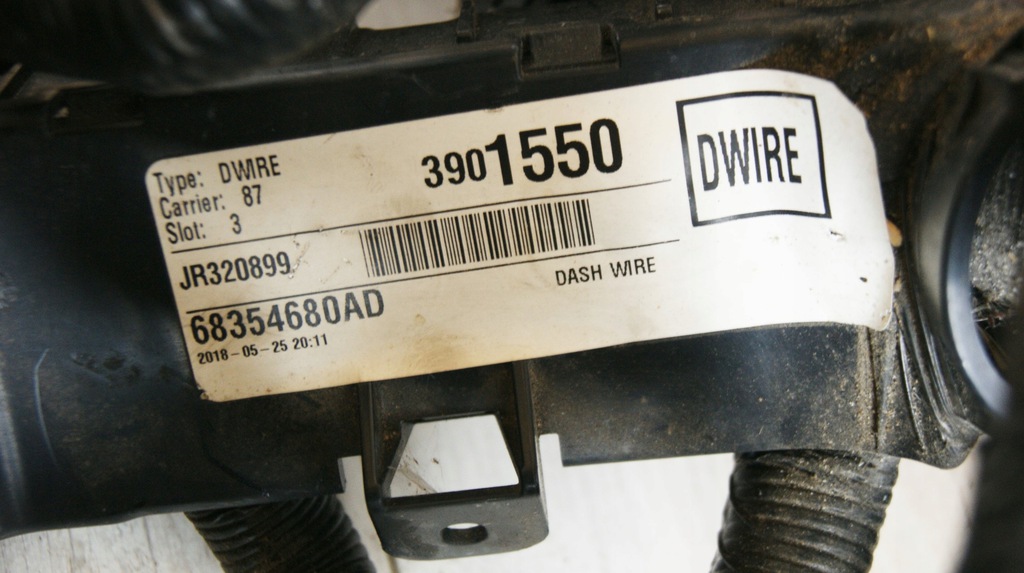 Type: DWIRE
Carrier: 87
Slot: 3
3901550
DWIRE
JR320899
DASH WIRE
68354680AD
2018-05-25 20:11